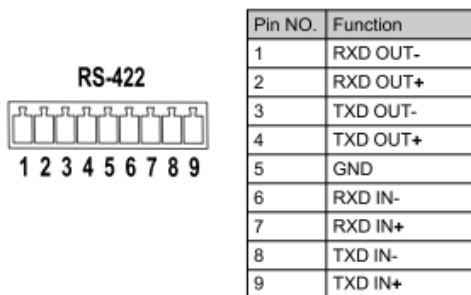 RS-422
1 2 3 4 5 6 7 8 9
Pin NO. Function
1 RXD OUT-
2 RXD OUT+
3 TXD OUT-
4 TXD OUT+
5 GND
6 RXD IN-
7 RXD IN+
8 TXD IN-
9 TXD IN+